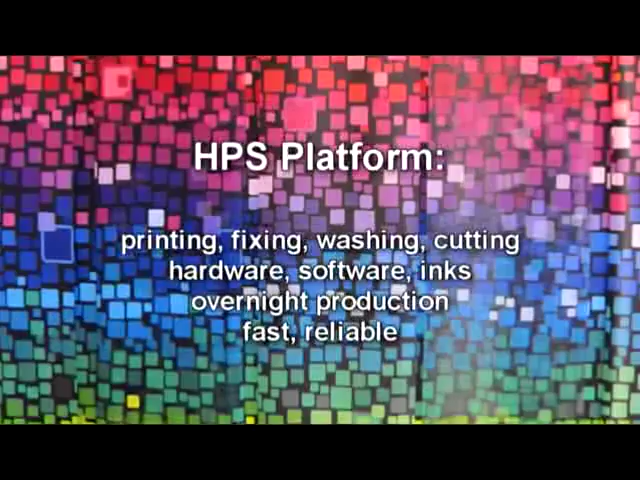 HPS Platform:
printing, fixing, washing, cutting
hardware, software, inks
overnight production
fast, reliable